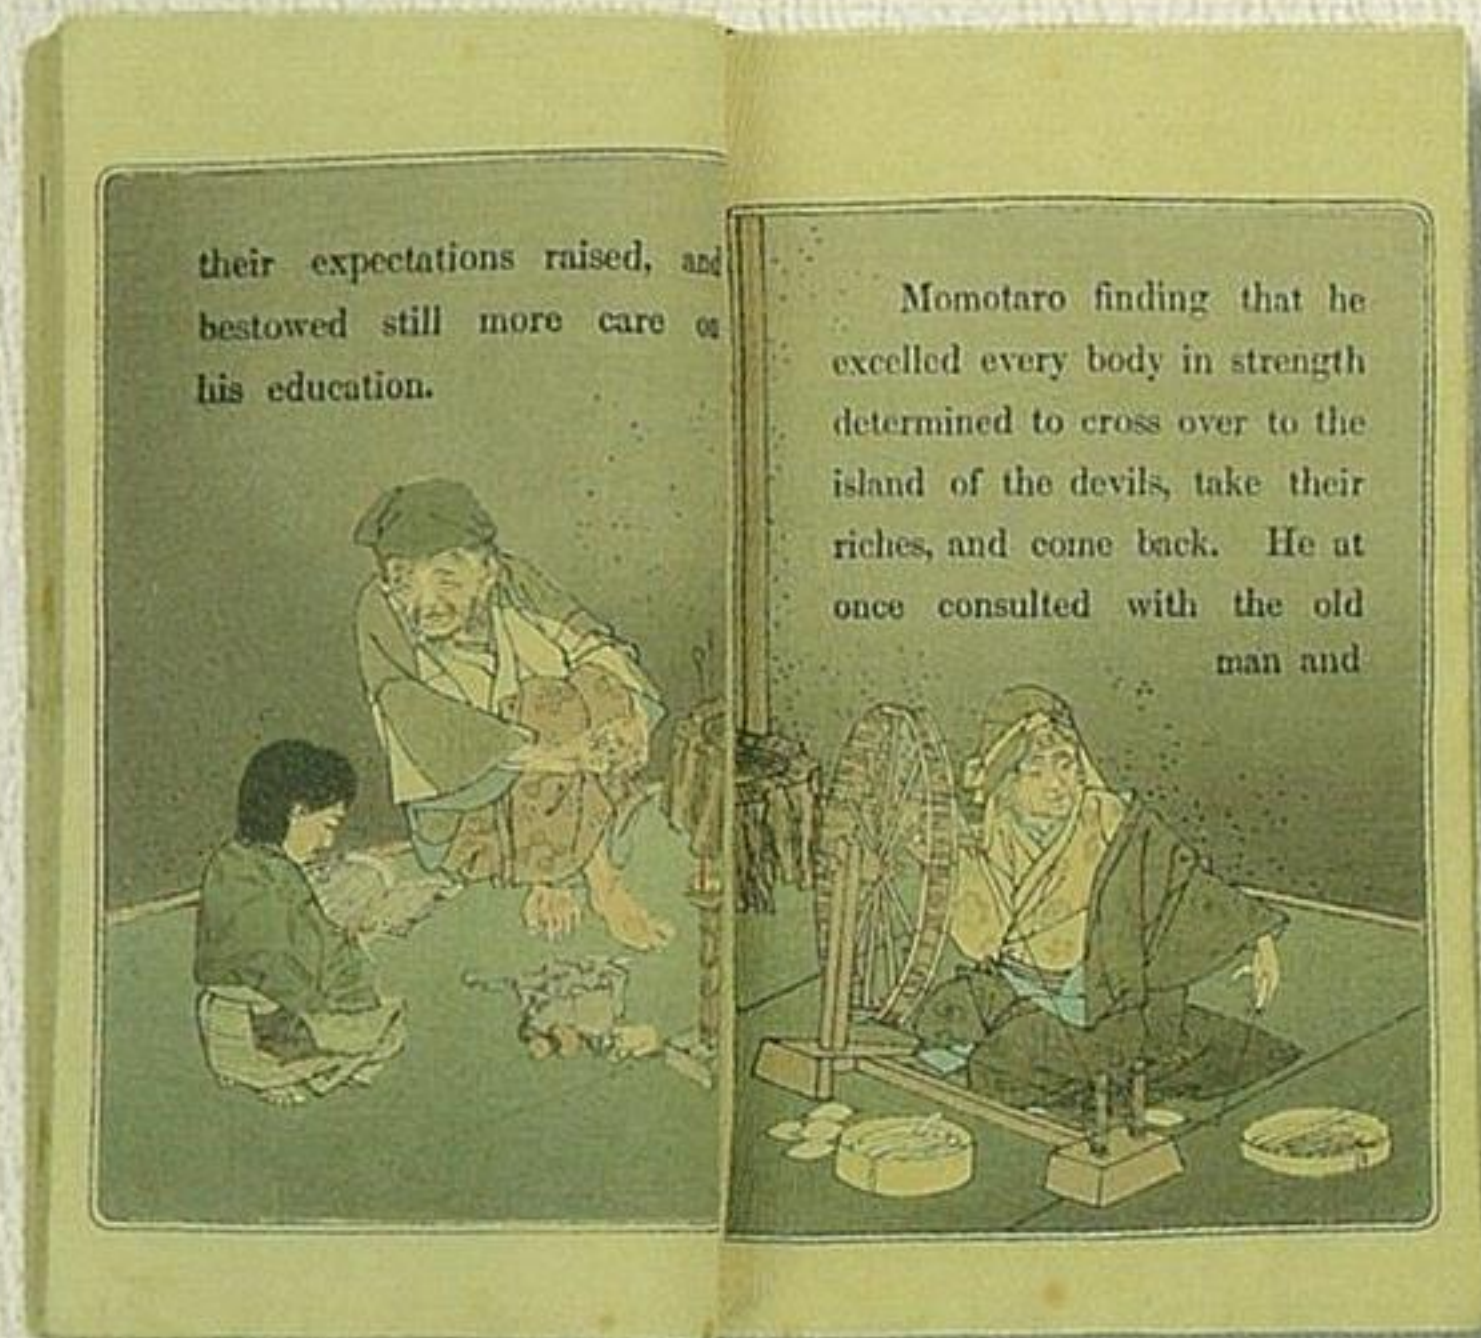 their expectations raised, and
bestowed still more care on
his education.
Momotaro finding that he
excelled every body in strength
determined to cross over to the
island of the devils, take their
riches, and come back. He at
once consulted with the old
man and